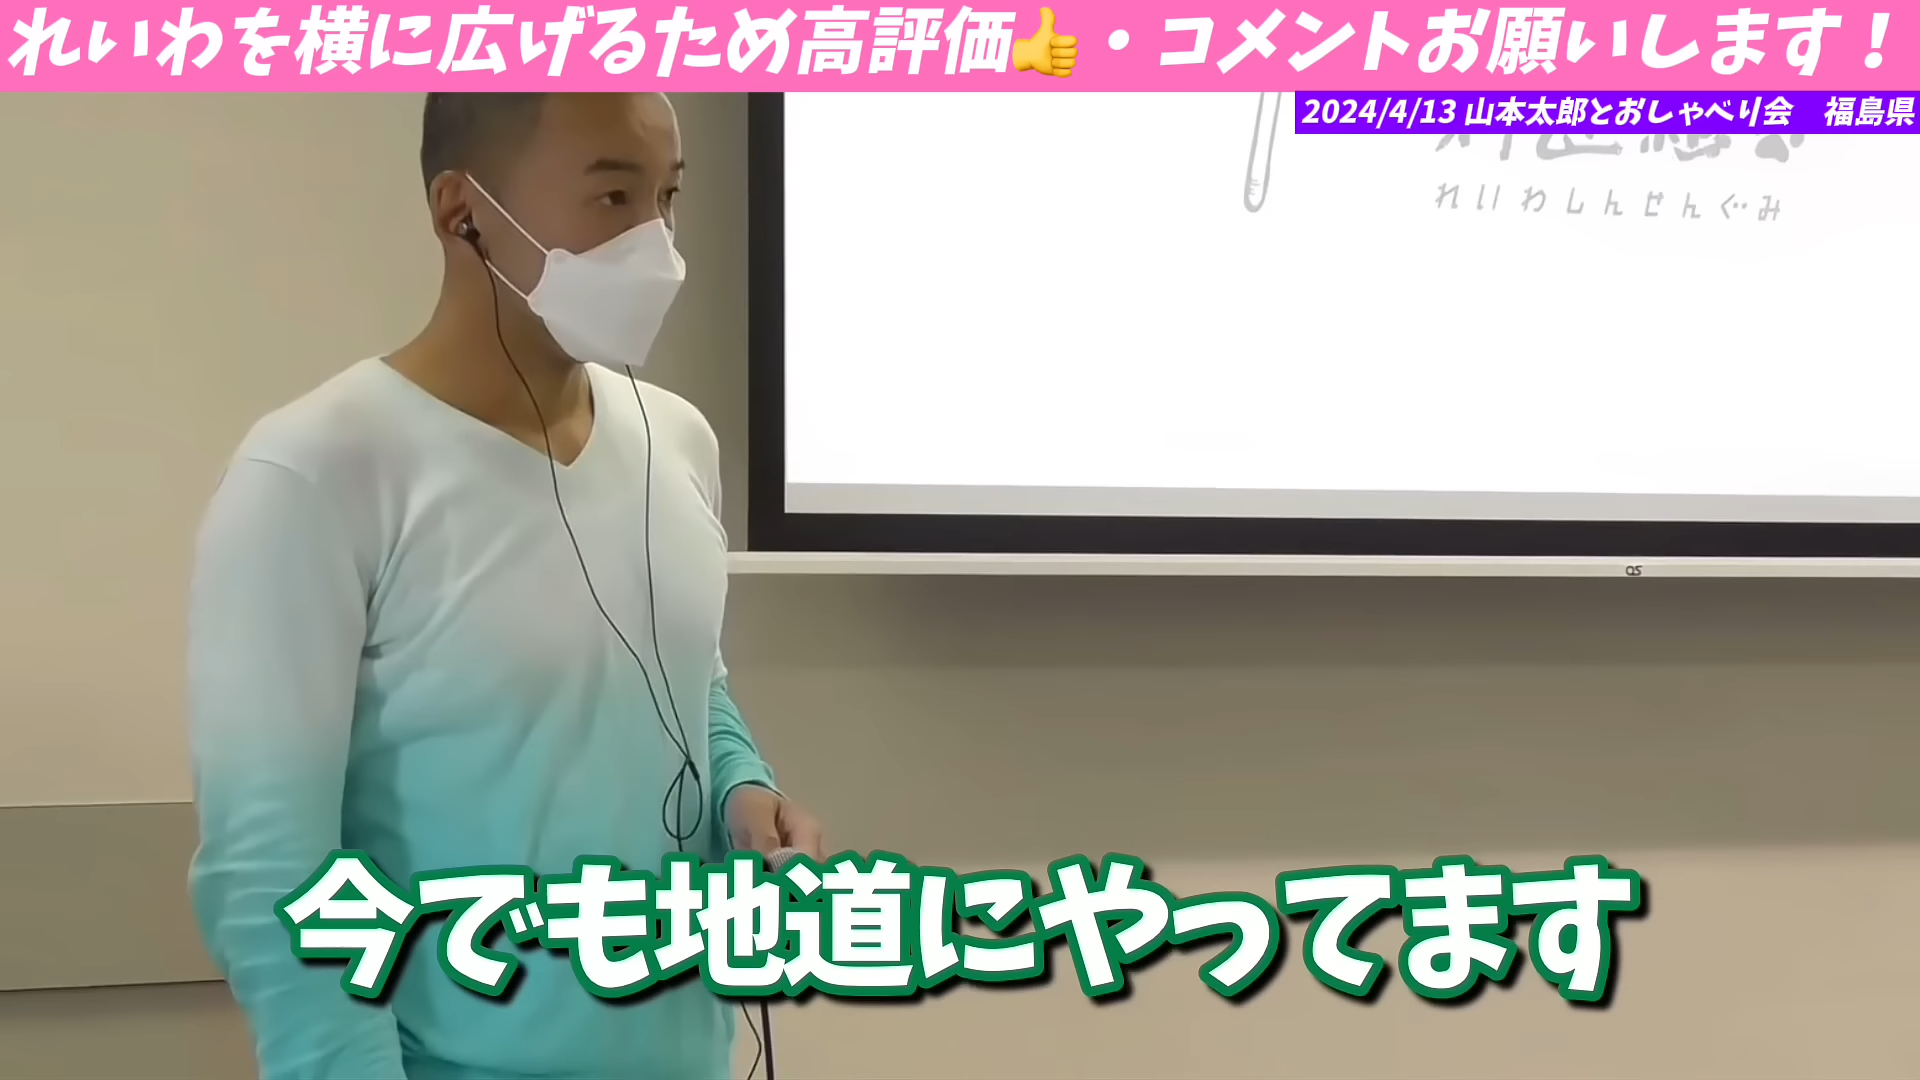 れいわを横に広げるため高評価👍・コメントお願いします！
2024/4/13 山本太郎とおしゃべり会　福島県
れいわしんせんぐみ
今でも地道にやってます